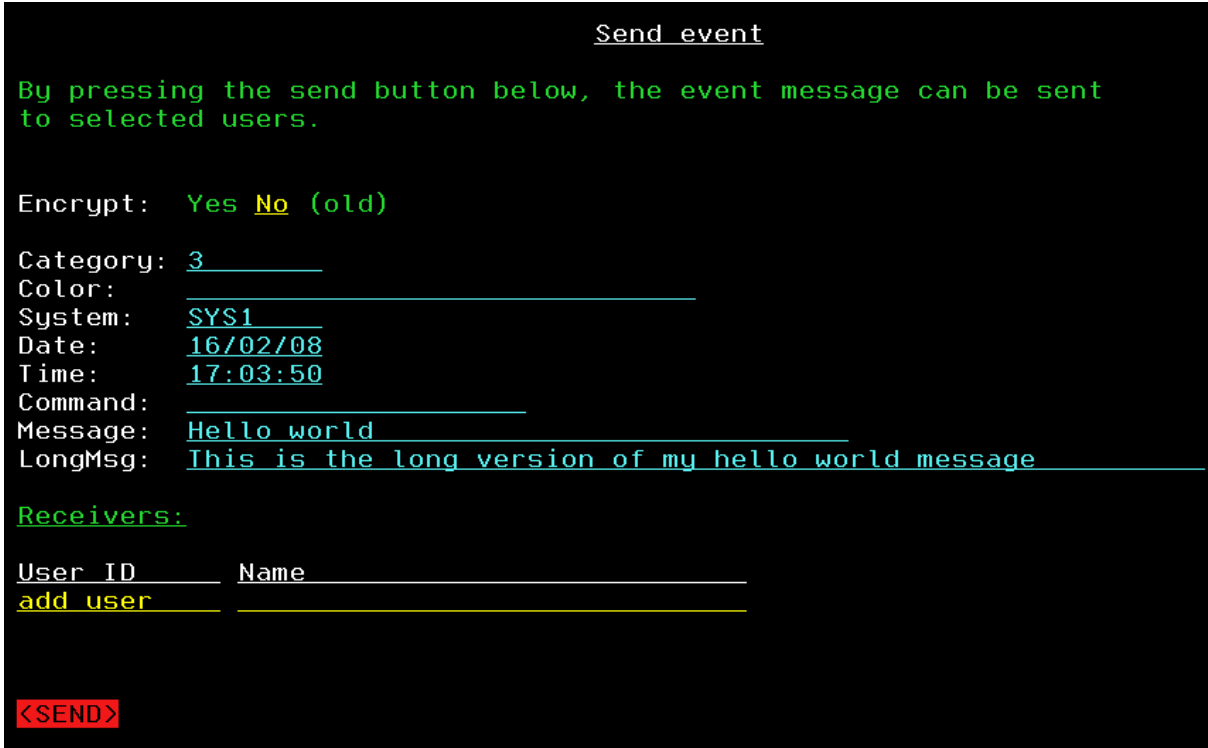 Send event
By pressing the send button below, the event message can be sent
to selected users.
Encrypt: Yes No (old)
Category: 3
Color:
System: SYS1
Date: 16/02/08
Time: 17:03:50
Command:
Message: Hello world
LongMsg: This is the long version of my hello world message
Receivers:
User ID Name
add user
<SEND>